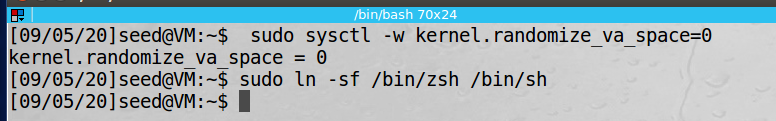 /bin/bash 70x24
[09/05/20]seed@VM:~$  sudo sysctl -w kernel.randomize_va_space=0
kernel.randomize_va_space = 0
[09/05/20]seed@VM:~$ sudo ln -sf /bin/zsh /bin/sh
[09/05/20]seed@VM:~$